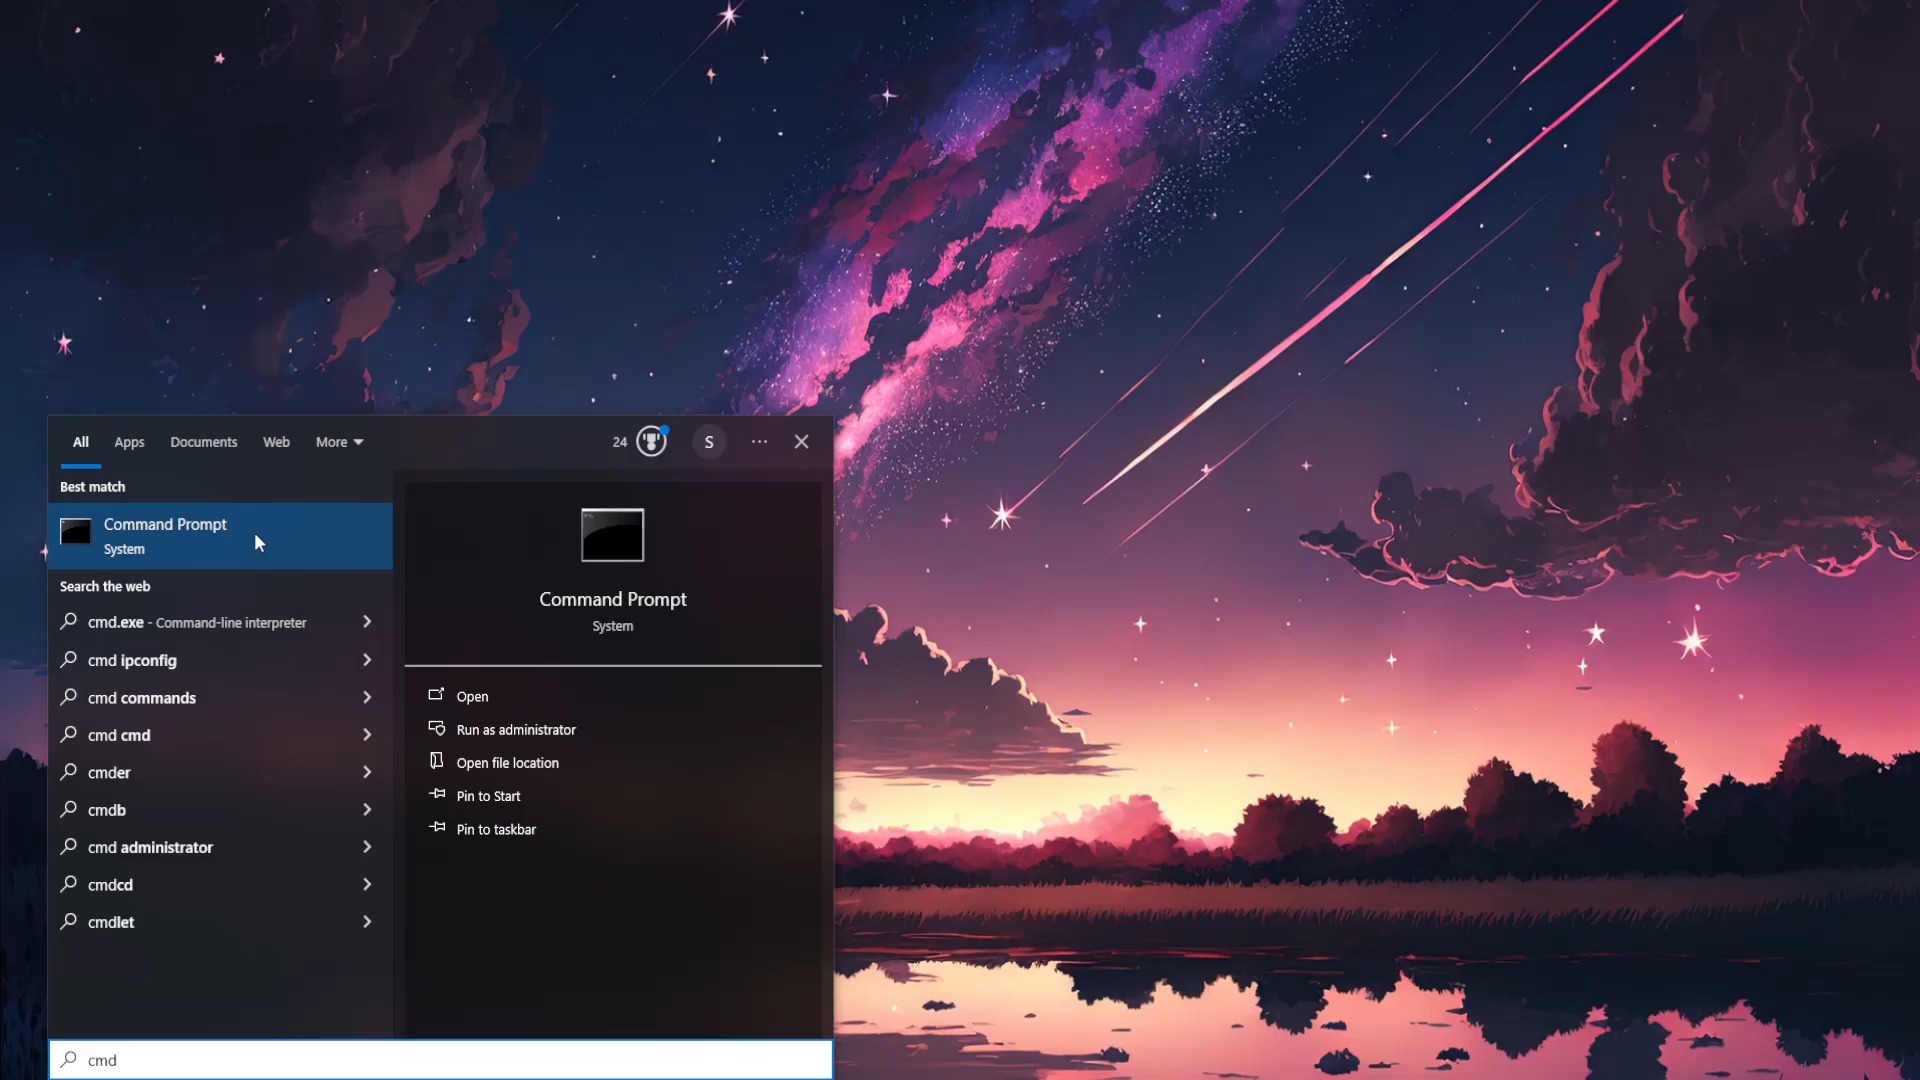 All Apps Documents Web More 24 S
Best match
Command Prompt
System
Search the web
cmd.exe - Command-line interpreter
cmd ipconfig
cmd commands
cmd cmd
cmder
cmdb
cmd administrator
cmdcd
cmdlet
Command Prompt
System
Open
Run as administrator
Open file location
Pin to Start
Pin to taskbar
cmd